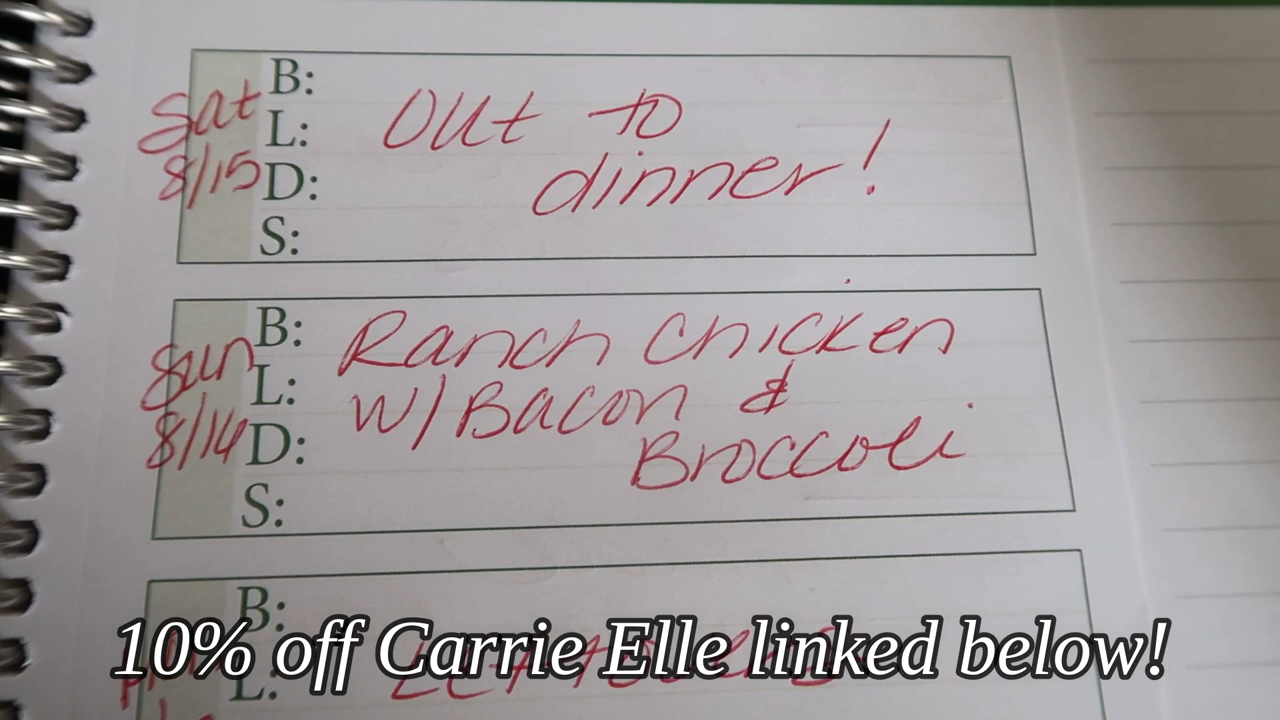 Sat
8/15
B:
L:
D:
S:
Out to
dinner!
Sun
8/14
B:
L:
D:
S:
Ranch Chicken
w/ Bacon &
Broccoli
B:
L:
10% off Carrie Elle linked below!